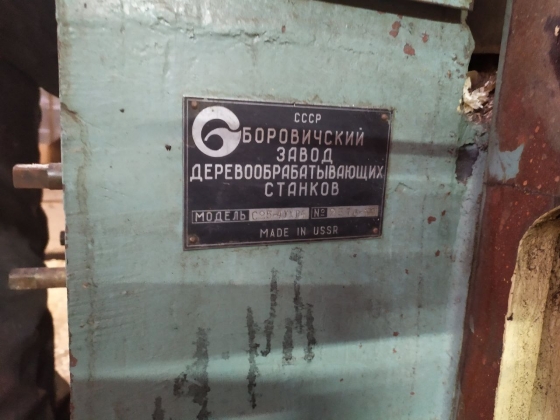 СССР
БОРОВИЧСКИЙ
ЗАВОД
ДЕРЕВООБРАБАТЫВАЮЩИХ
СТАНКОВ
МОДЕЛЬ №
MADE IN USSR